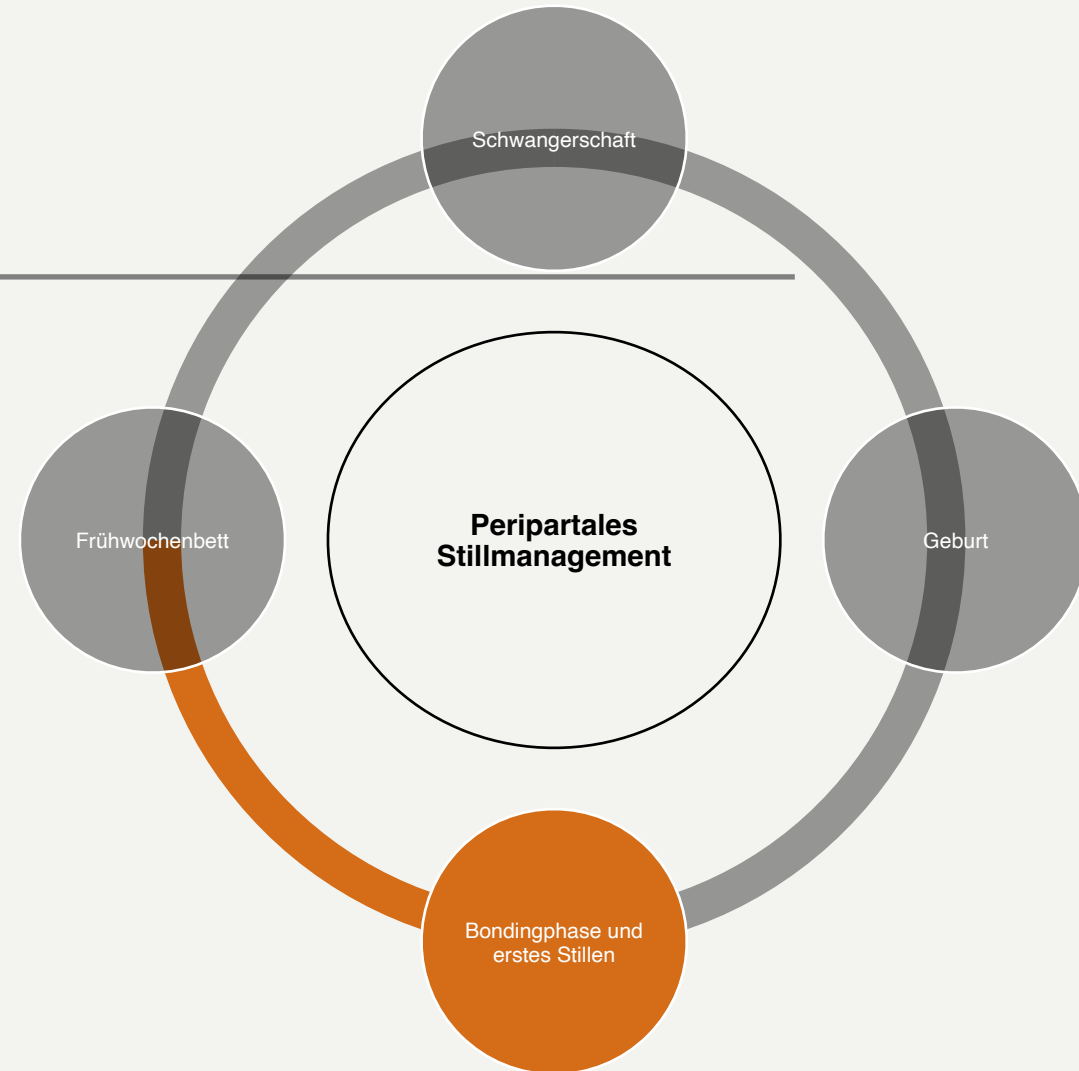 Schwangerschaft
Frühwochenbett
Peripartales
Stillmanagement
Geburt
Bondingphase und
erstes Stillen